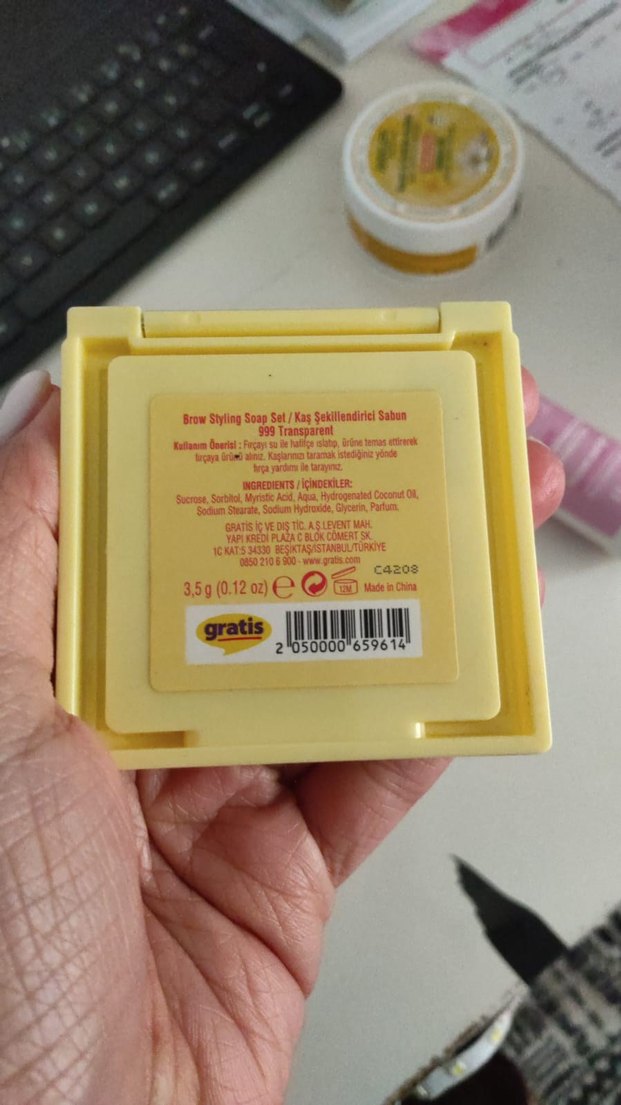 Brow Styling Soap Set / Kaş Şekillendirici Sabun
999 Transparent
Kullanım Önerisi : Fırçayı su ile hafifçe ıslatıp, ürüne temas ettirerek
fırçaya ürünü alınız. Kaşlarınızı taramak istediğiniz yönde
fırça yardımı ile tarayınız.
INGREDIENTS / İÇİNDEKİLER:
Sucrose, Sorbitol, Myristic Acid, Aqua, Hydrogenated Coconut Oil,
Sodium Stearate, Sodium Hydroxide, Glycerin, Parfum.
GRATİS İÇ VE DIŞ TİC. A.Ş.LEVENT MAH.
YAPI KREDİ PLAZA C BLOK CÖMERT SK.
1C KAT:5 34330 BEŞİKTAŞ/İSTANBUL/TÜRKİYE
0850 210 6 900 - www.gratis.com
C4208
3,5 g (0.12 oz) e 12M Made in China
gratis
2 050000 659614